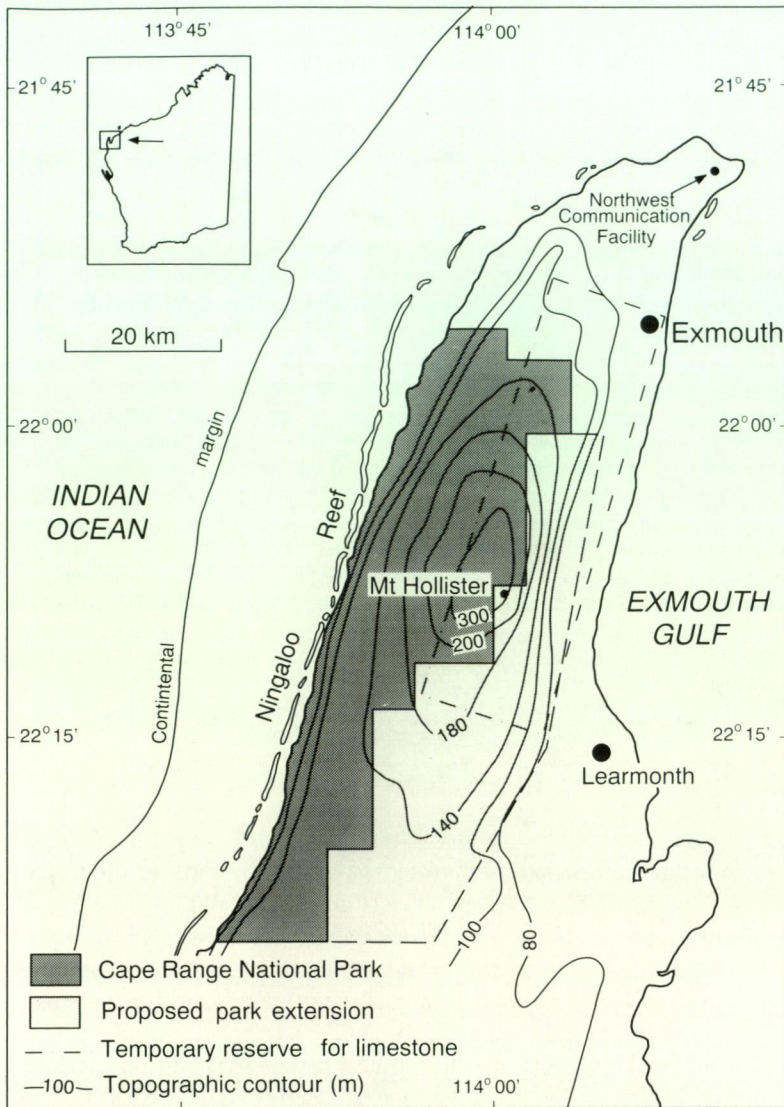 113°45'
114°00'
21°45'
21°45'
Northwest
Communication
Facility
20 km
Exmouth
22°00'
22°00'
margin
INDIAN
OCEAN
Reef
Mt Hollister
EXMOUTH
GULF
300
200
Ningaloo
Contintental
180
22°15'
22°15'
Learmonth
140
100
80
Cape Range National Park
Proposed park extension
Temporary reserve for limestone
—100— Topographic contour (m)
114°00'